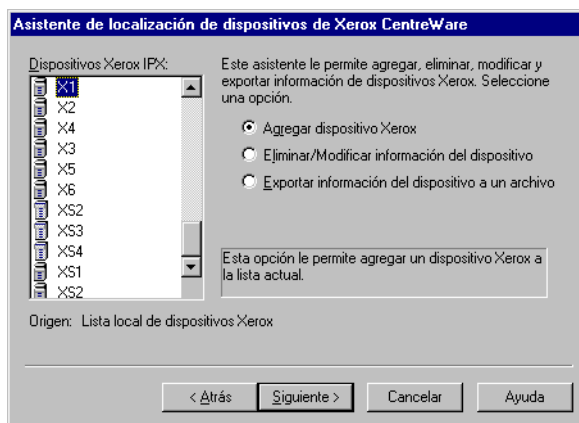 Asistente de localización de dispositivos de Xerox CentreWare
Dispositivos Xerox IPX:
X1
X2
X4
X3
X5
X6
XS2
XS3
XS4
XS1
XS2
Este asistente le permite agregar, eliminar, modificar y
exportar información de dispositivos Xerox. Seleccione
una opción.
Agregar dispositivo Xerox
Eliminar/Modificar información del dispositivo
Exportar información del dispositivo a un archivo
Esta opción le permite agregar un dispositivo Xerox a
la lista actual.
Origen: Lista local de dispositivos Xerox
< Atrás
Siguiente >
Cancelar
Ayuda